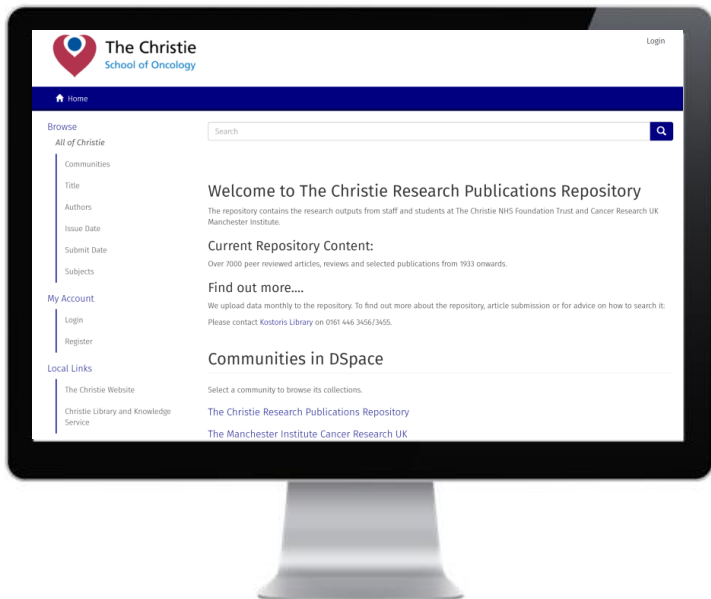 The Christie
School of Oncology
Login
Home
Browse
All of Christie
Communities
Title
Authors
Issue Date
Submit Date
Subjects
My Account
Login
Register
Local Links
The Christie Website
Christie Library and Knowledge
Service
Search
Welcome to The Christie Research Publications Repository
The repository contains the research outputs from staff and students at The Christie NHS Foundation Trust and Cancer Research UK
Manchester Institute.
Current Repository Content:
Over 7000 peer reviewed articles, reviews and selected publications from 1933 onwards.
Find out more....
We upload data monthly to the repository. To find out more about the repository, article submission or for advice on how to search it:
Please contact Kostoris Library on 0161 446 3456/3455.
Communities in DSpace
Select a community to browse its collections.
The Christie Research Publications Repository
The Manchester Institute Cancer Research UK